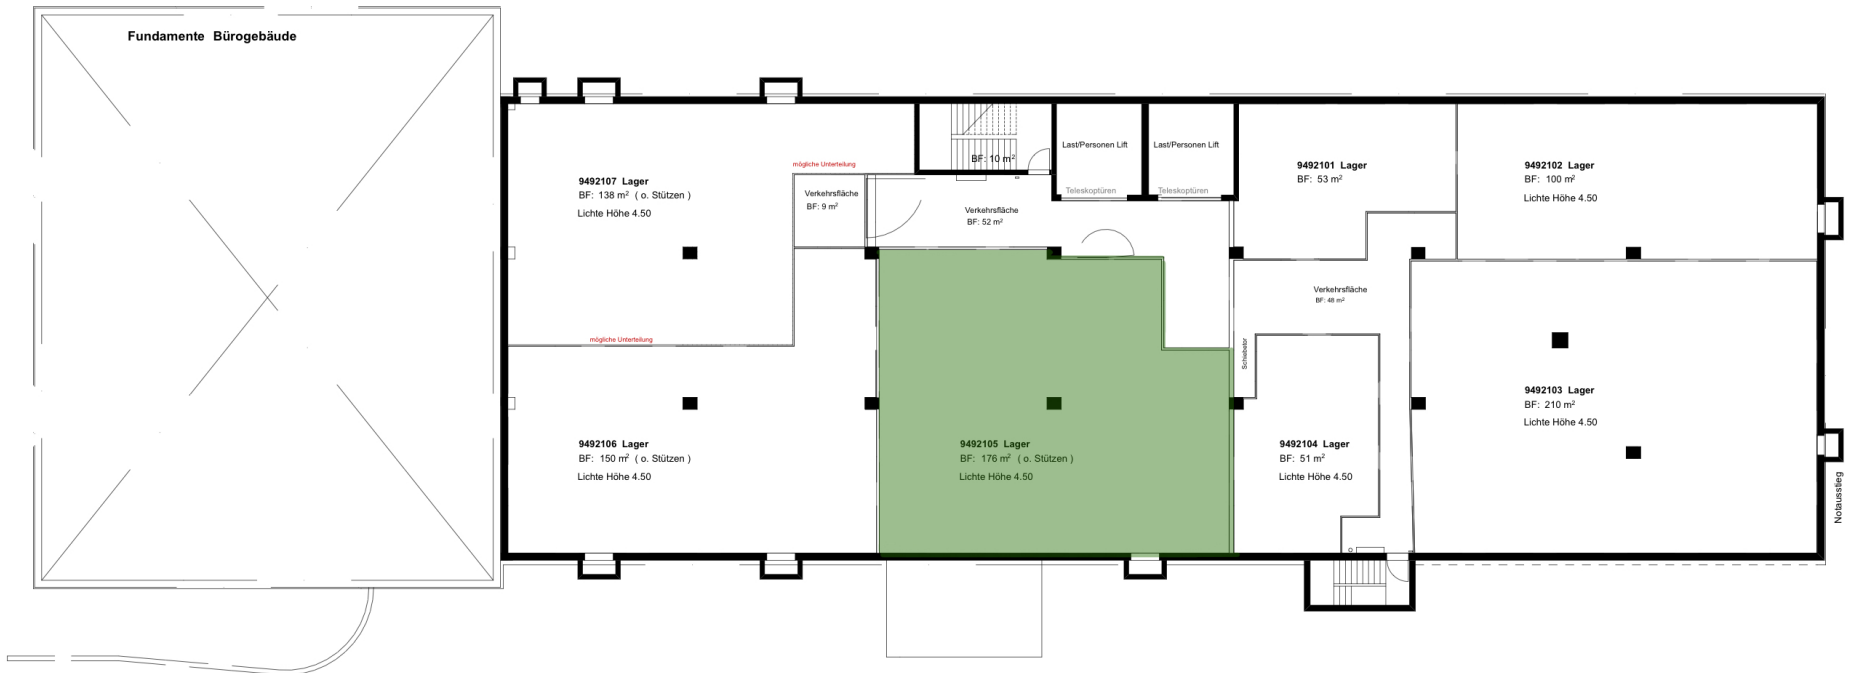 Fundamente Bürogebäude
mögliche Unterteilung
9492107 Lager
BF: 138 m² ( o. Stützen )
Lichte Höhe 4.50
Verkehrsfläche
BF: 9 m²
BF: 10 m²
Verkehrsfläche
BF: 52 m²
Last/Personen Lift
Teleskoptüren
Last/Personen Lift
Teleskoptüren
9492101 Lager
BF: 53 m²
9492102 Lager
BF: 100 m²
Lichte Höhe 4.50
Verkehrsfläche
BF: 48 m²
mögliche Unterteilung
Schiebetor
9492103 Lager
BF: 210 m²
Lichte Höhe 4.50
9492106 Lager
BF: 150 m² ( o. Stützen )
Lichte Höhe 4.50
9492105 Lager
BF: 176 m² ( o. Stützen )
Lichte Höhe 4.50
9492104 Lager
BF: 51 m²
Lichte Höhe 4.50
Notausstieg